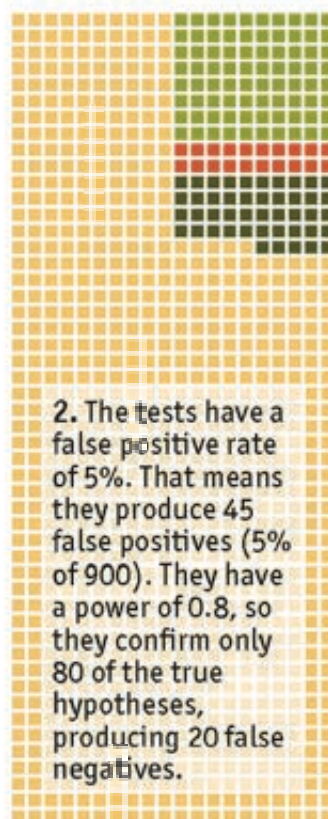 2. The tests have a
false positive rate
of 5%. That means
they produce 45
false positives (5%
of 900). They have
a power of 0.8, so
they confirm only
80 of the true
hypotheses,
producing 20 false
negatives.